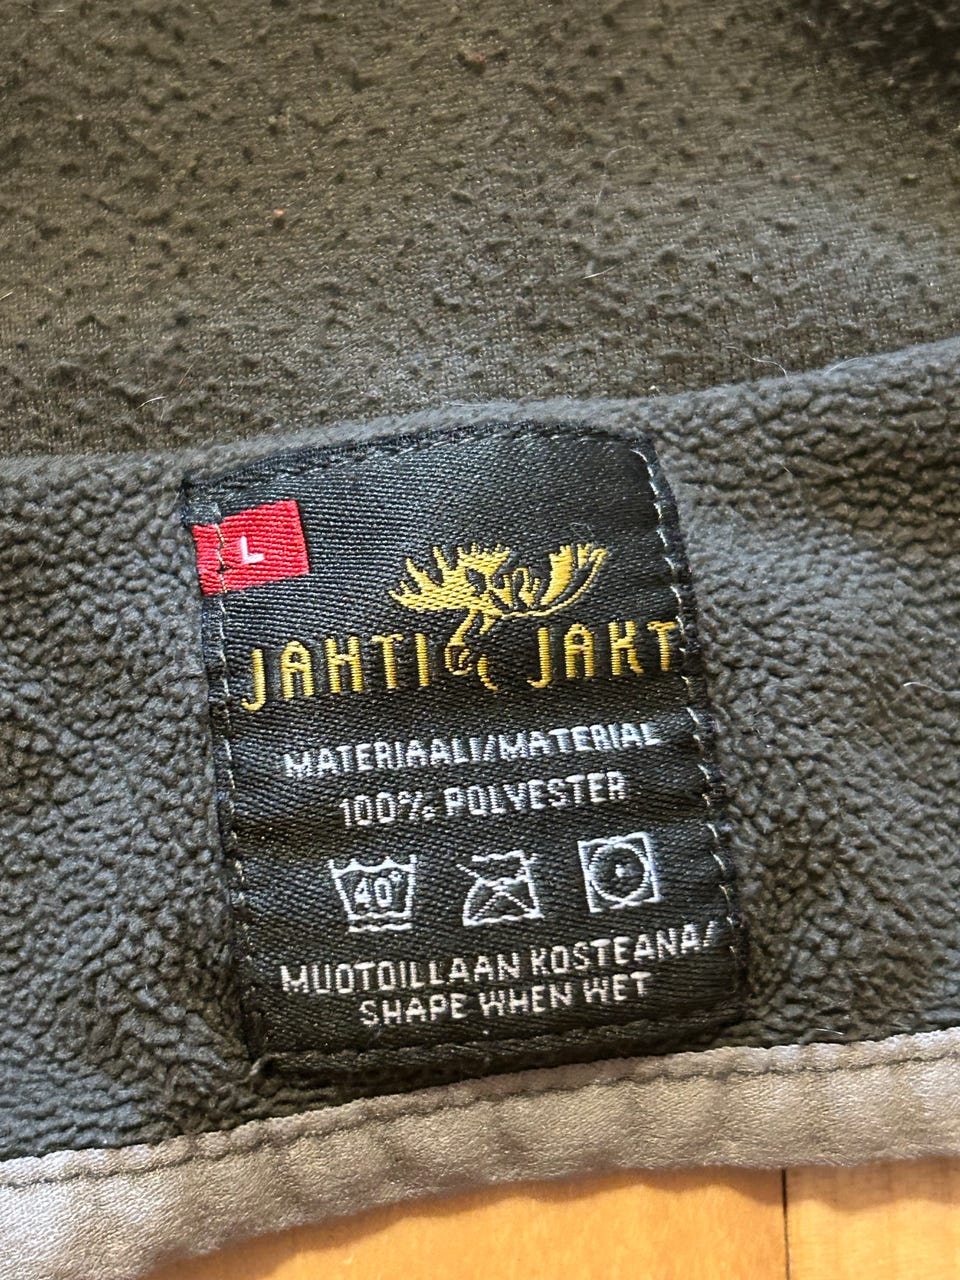 L
JAHTI JAKT
MATERIAALI/MATERIAL
100% POLYESTER
40°
MUOTOILLAAN KOSTEANA/
SHAPE WHEN WET